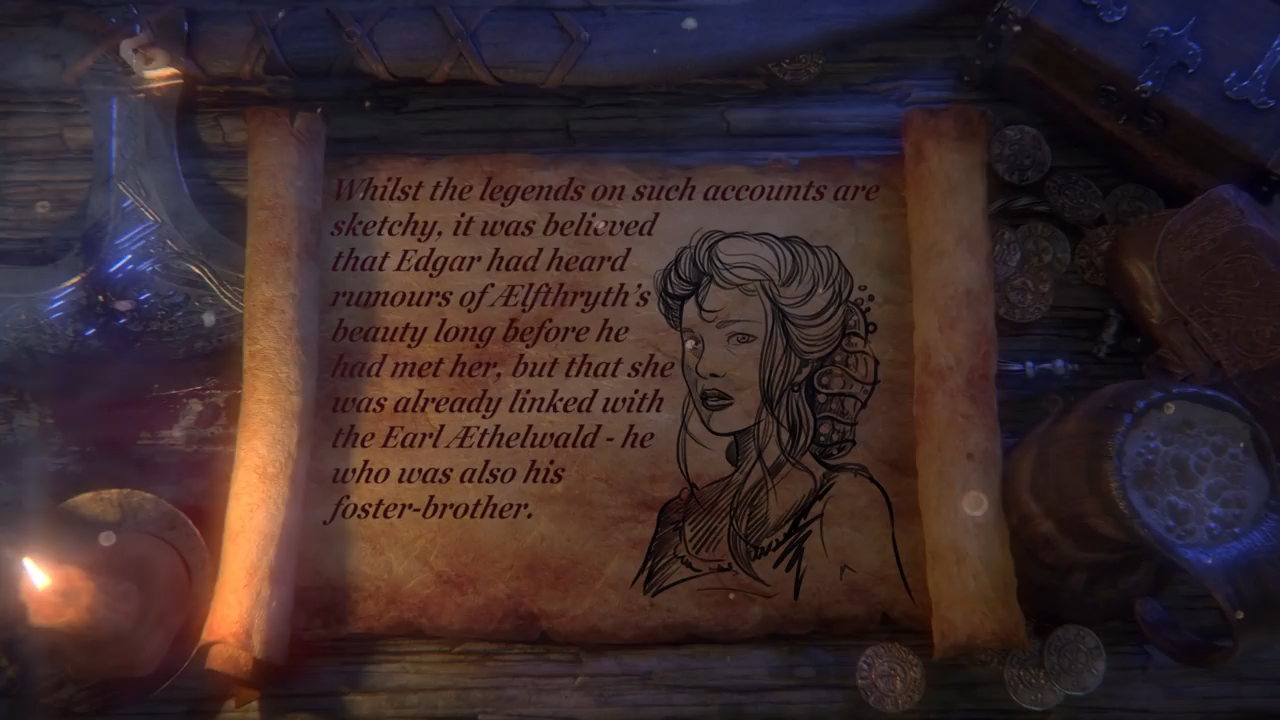 Whilst the legends on such accounts are
sketchy, it was believed
that Edgar had heard
rumours of Ælfthryth's
beauty long before he
had met her, but that she
was already linked with
the Earl Æthelwald - he
who was also his
foster-brother.